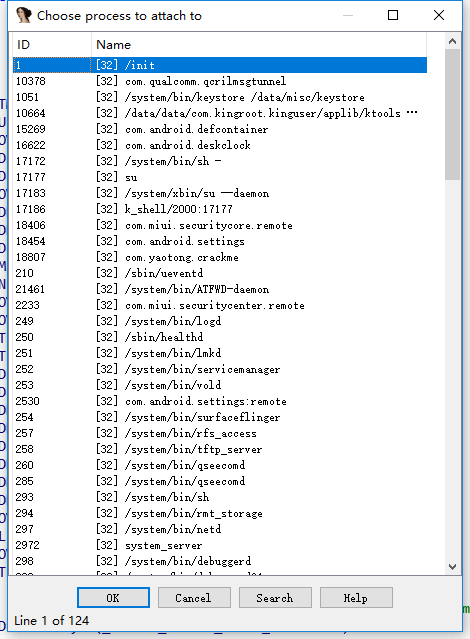 Choose process to attach to
ID Name
1 [32] /init
10378 [32] com.qualcomm.qcrilmsgtunnel
1051 [32] /system/bin/keystore /data/misc/keystore
10664 [32] /data/data/com.kingroot.kinguser/applib/ktools ...
15269 [32] com.android.defcontainer
16622 [32] com.android.deskclock
17172 [32] /system/bin/sh -
17177 [32] su
17183 [32] /system/xbin/su --daemon
17186 [32] k_shell/2000:17177
18406 [32] com.miui.securitycore.remote
18454 [32] com.android.settings
18807 [32] com.yaotong.crackme
210 [32] /sbin/ueventd
21461 [32] /system/bin/ATFWD-daemon
2233 [32] com.miui.securitycenter.remote
249 [32] /system/bin/logd
250 [32] /sbin/healthd
251 [32] /system/bin/lmkd
252 [32] /system/bin/servicemanager
253 [32] /system/bin/vold
2530 [32] com.android.settings:remote
254 [32] /system/bin/surfaceflinger
257 [32] /system/bin/rfs_access
258 [32] /system/bin/tftp_server
260 [32] /system/bin/qseecomd
285 [32] /system/bin/qseecomd
293 [32] /system/bin/sh
294 [32] /system/bin/rmt_storage
297 [32] /system/bin/netd
2972 [32] system_server
298 [32] /system/bin/debuggerd
OK Cancel Search Help
Line 1 of 124